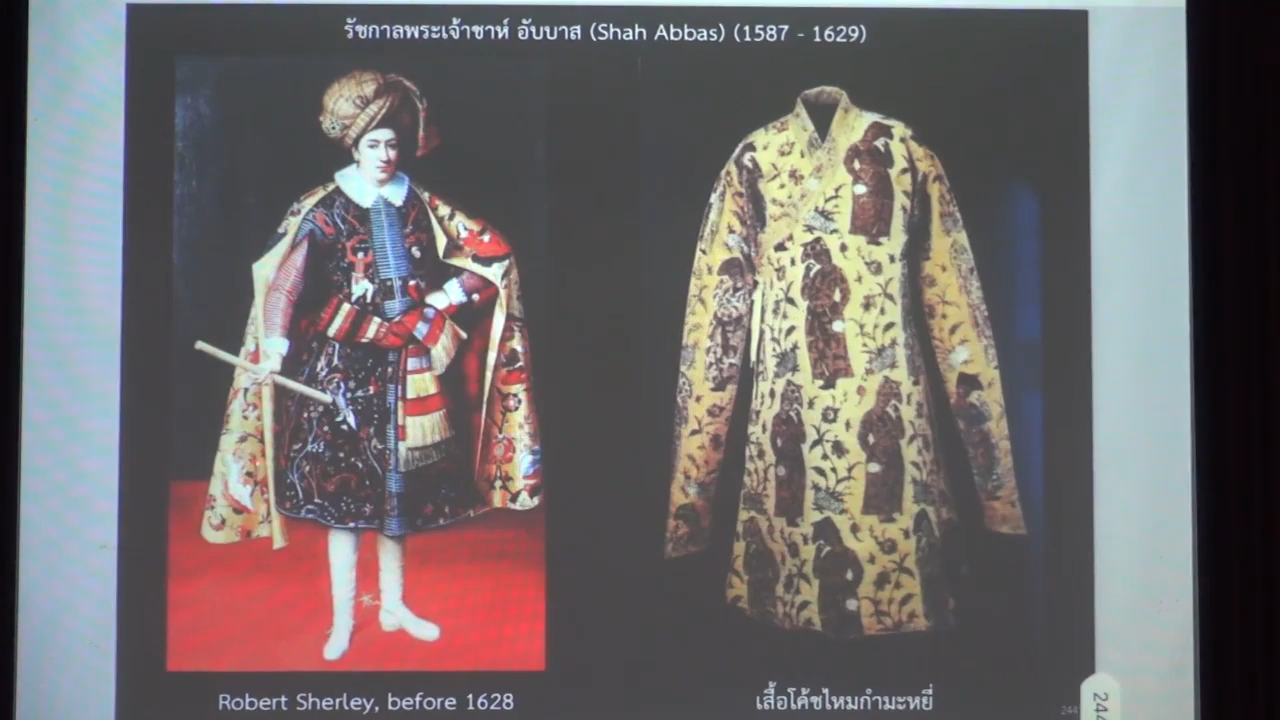 รัชกาลพระเจ้าชาห์ อับบาส (Shah Abbas) (1587 - 1629)
Robert Sherley, before 1628
เสื้อโค้ชไหมกำมะหยี่
244
244